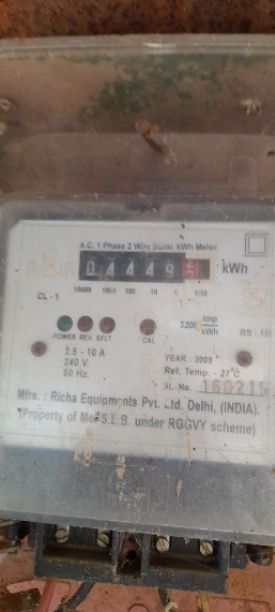 A.C. 1 Phase 2 Wire Static kWh Meter.
04449 kWh
10000 1000 100 10 1 1/10
CL - 1
3200 Imp/kWh
POWER REV. EFLT CAL
2.5 - 10 A
240 V.
50 Hz.
YEAR : 2009
Ref. Temp. - 27°C
SL. No.
Mfrs. : Richa Equipments Pvt. Ltd. Delhi, (INDIA).
(Property of under RGGVY scheme)